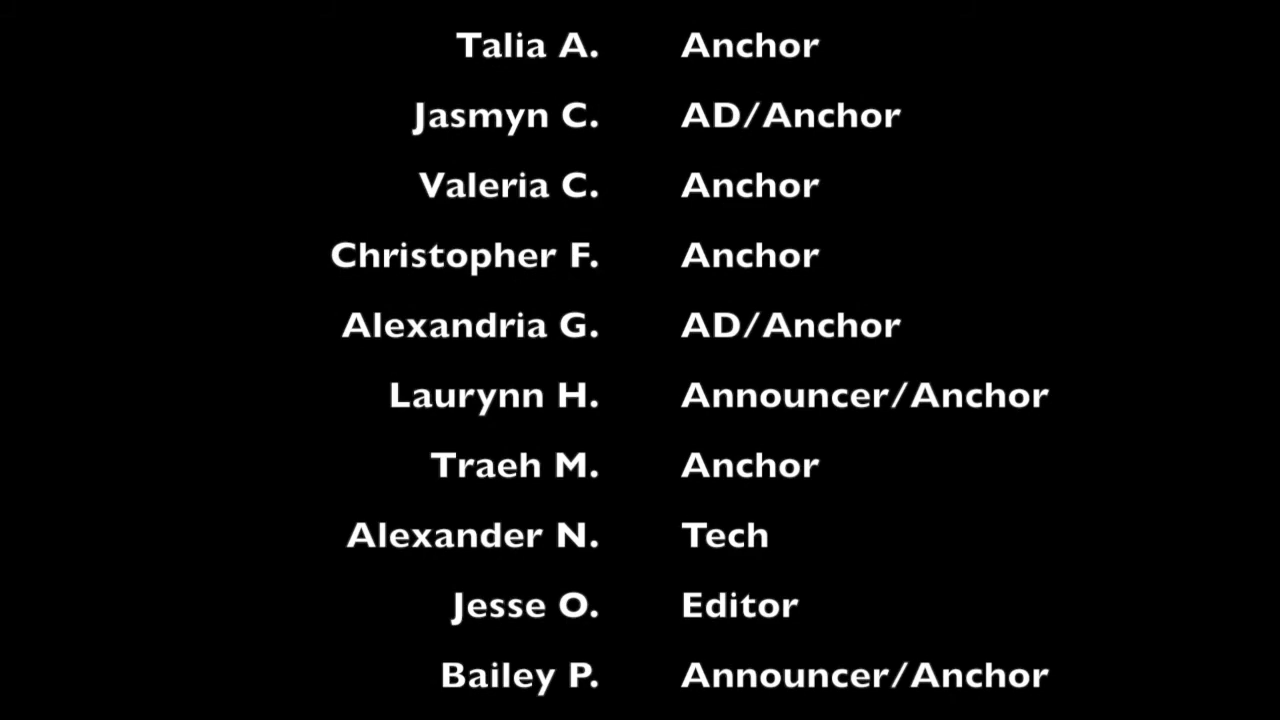 Talia A. Anchor
Jasmyn C. AD/Anchor
Valeria C. Anchor
Christopher F. Anchor
Alexandria G. AD/Anchor
Laurynn H. Announcer/Anchor
Traeh M. Anchor
Alexander N. Tech
Jesse O. Editor
Bailey P. Announcer/Anchor